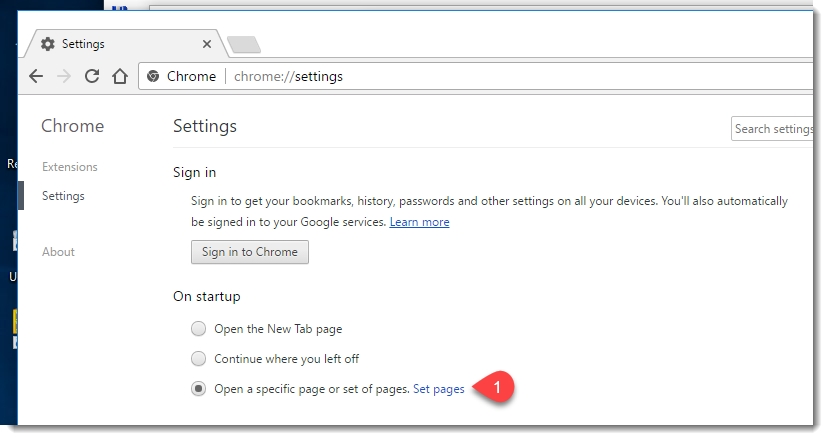 Settings
Chrome chrome://settings
Chrome
Settings
Search settings
Extensions
Settings
About
Sign in
Sign in to get your bookmarks, history, passwords and other settings on all your devices. You'll also automatically
be signed in to your Google services. Learn more
Sign in to Chrome
On startup
Open the New Tab page
Continue where you left off
Open a specific page or set of pages. Set pages
1
Re
U